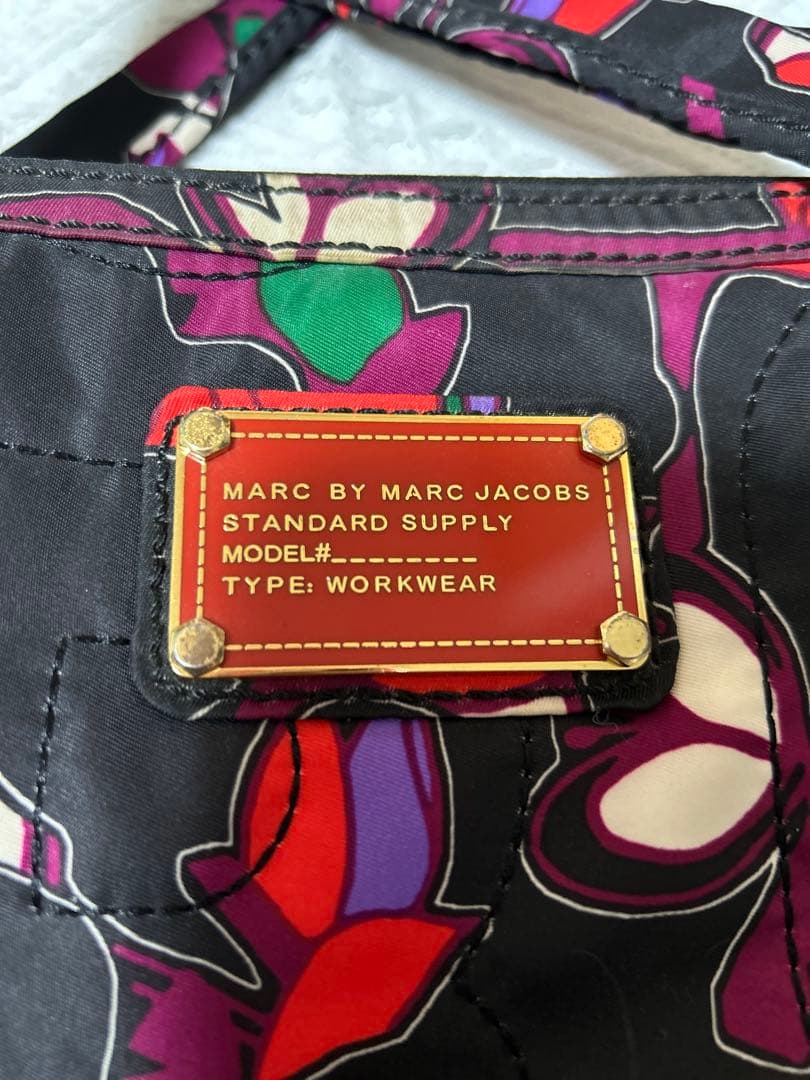 MARC BY MARC JACOBS
STANDARD SUPPLY
MODEL#_________
TYPE: WORKWEAR